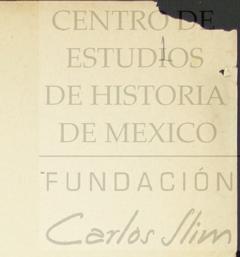 CENTRO DE
ESTUDIOS
DE HISTORIA
DE MEXICO
FUNDACIÓN
Carlos Slim